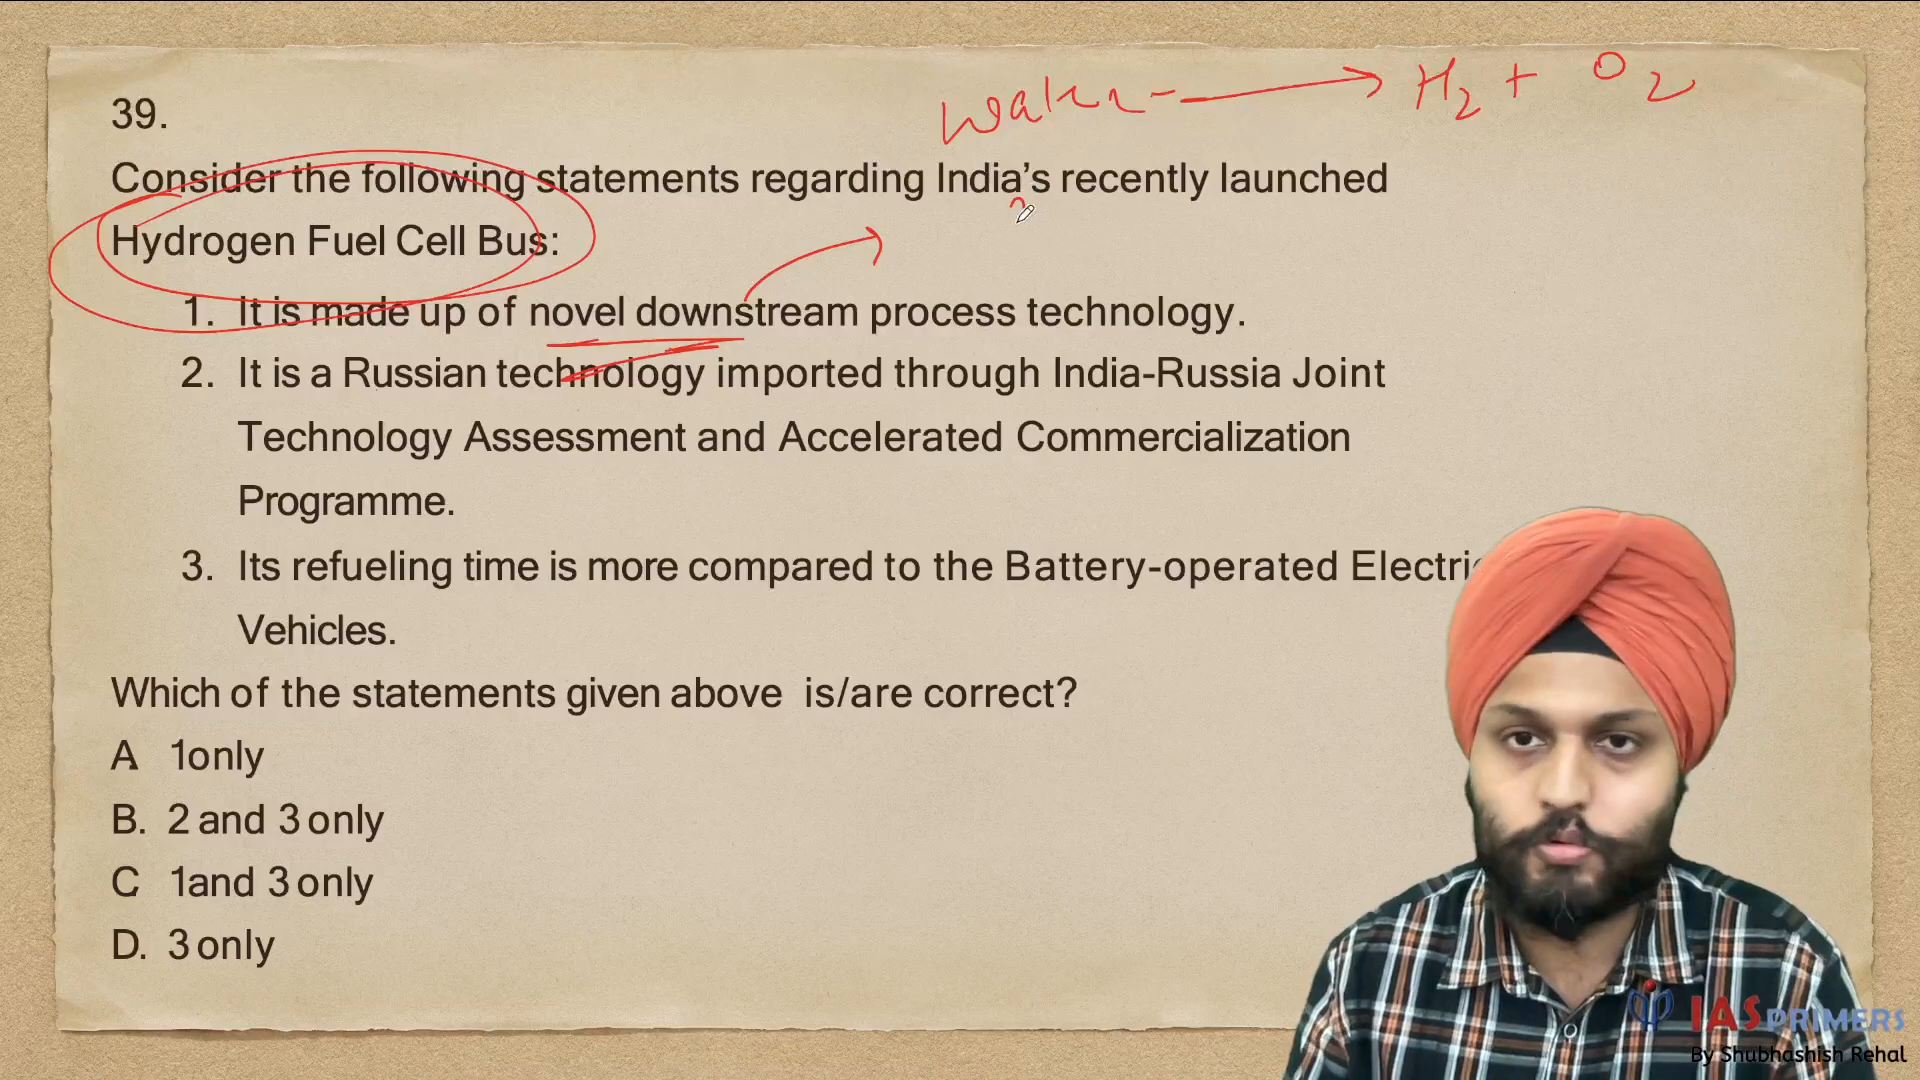 Water → H2 + O2
39.
Consider the following statements regarding India's recently launched
Hydrogen Fuel Cell Bus:
1. It is made up of novel downstream process technology.
2. It is a Russian technology imported through India-Russia Joint
Technology Assessment and Accelerated Commercialization
Programme.
3. Its refueling time is more compared to the Battery-operated
Vehicles.
Which of the statements given above is/are correct?
A 1only
B. 2 and 3 only
C 1and 3 only
D. 3 only
IAS PRIMERS
By Shubhashish Rehal